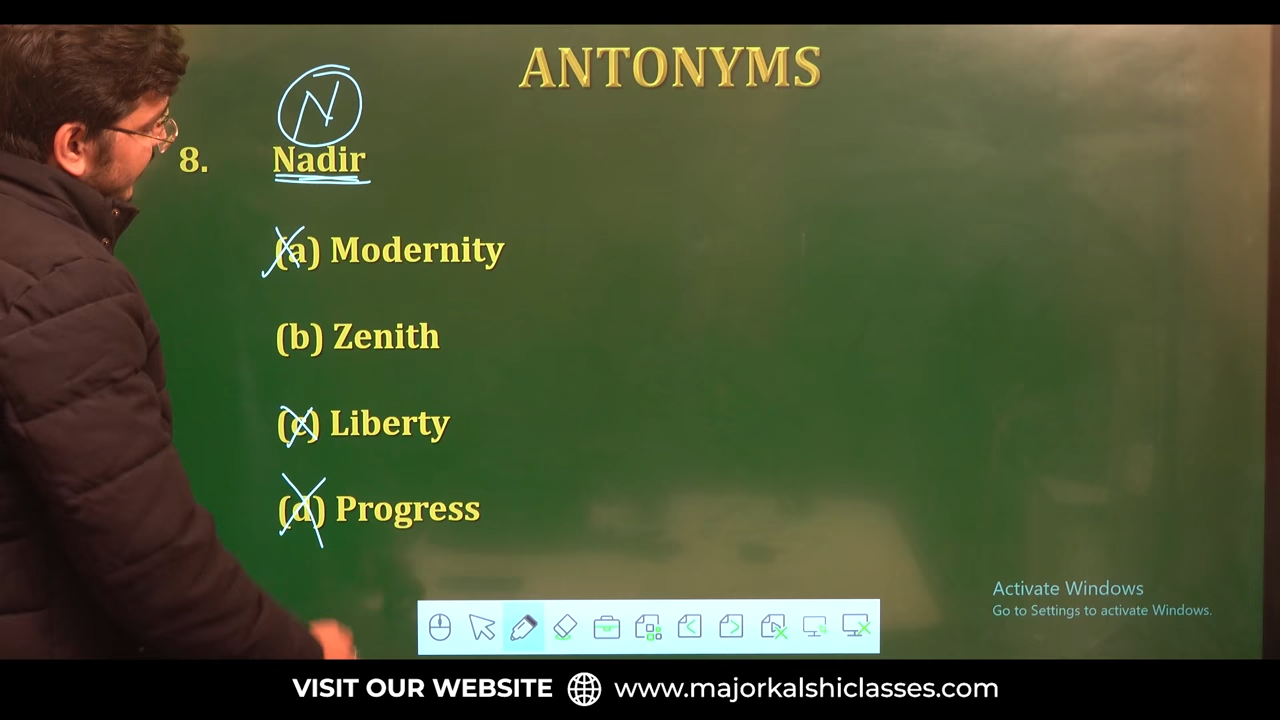 ANTONYMS
N
8. Nadir
(a) Modernity
(b) Zenith
(c) Liberty
(d) Progress
Activate Windows
Go to Settings to activate Windows.
VISIT OUR WEBSITE www.majorkalshiclasses.com